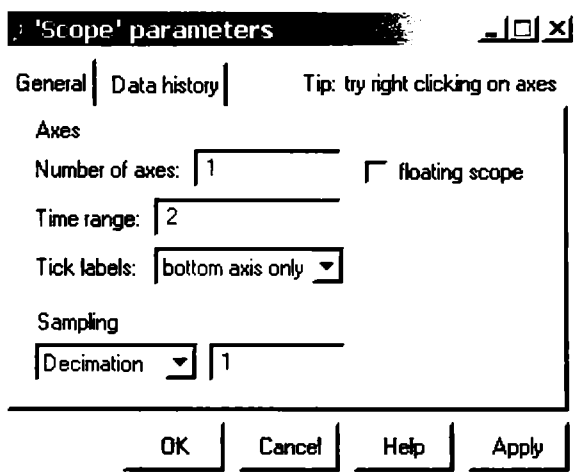 'Scope' parameters
General Data history Tip: try right clicking on axes
Axes
Number of axes: 1 floating scope
Time range: 2
Tick labels: bottom axis only
Sampling
Decimation 1
OK Cancel Help Apply